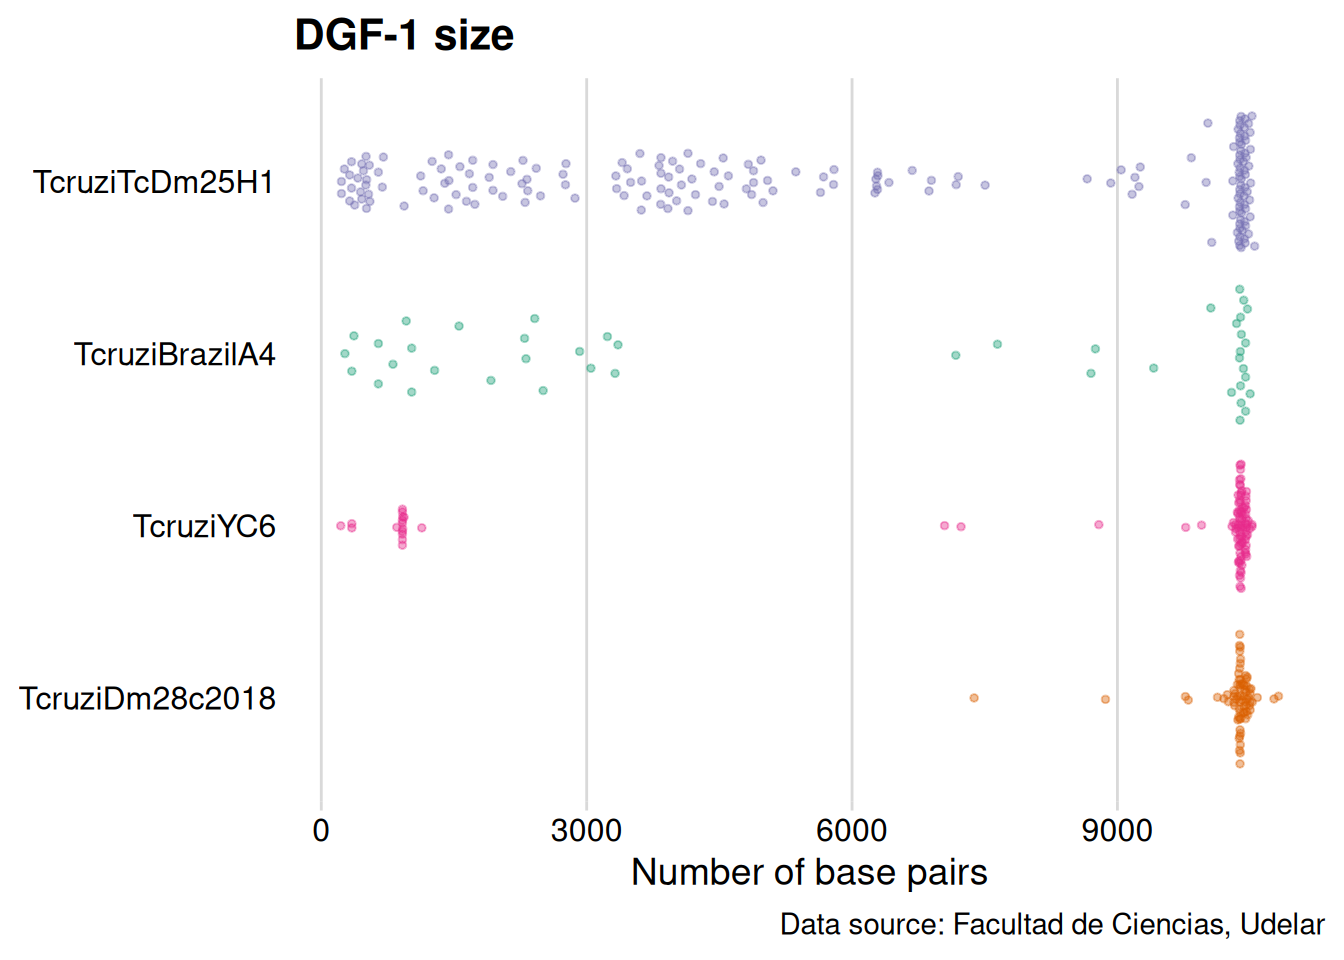 DGF-1 size
TcruziTcDm25H1
TcruziBrazilA4
TcruziYC6
TcruziDm28c2018
0 3000 6000 9000
Number of base pairs
Data source: Facultad de Ciencias, Udelar